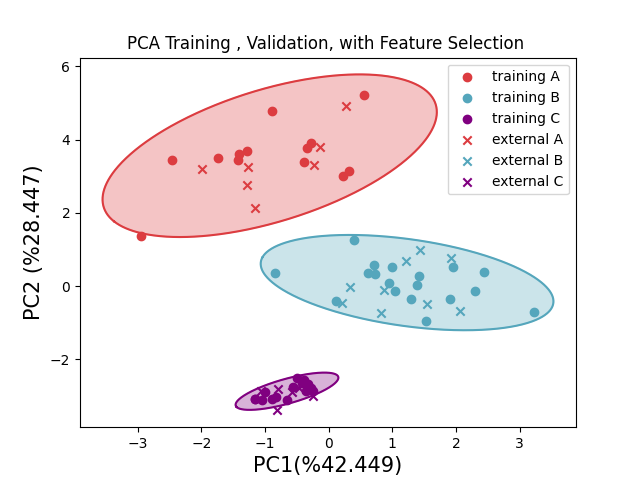 PCA Training , Validation, with Feature Selection
training A
training B
training C
external A
external B
external C
6
4
2
0
−2
PC2 (%28.447)
−3 −2 −1 0 1 2 3
PC1(%42.449)